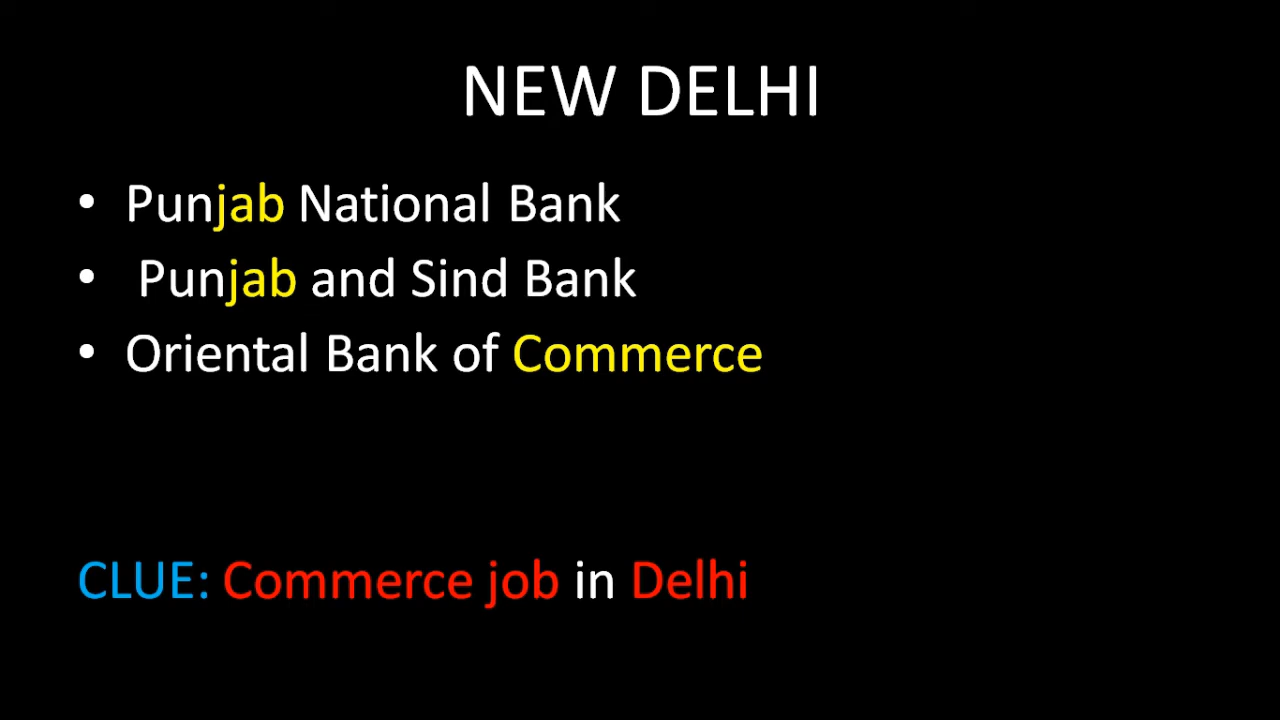 NEW DELHI
• Punjab National Bank
• Punjab and Sind Bank
• Oriental Bank of Commerce
CLUE: Commerce job in Delhi